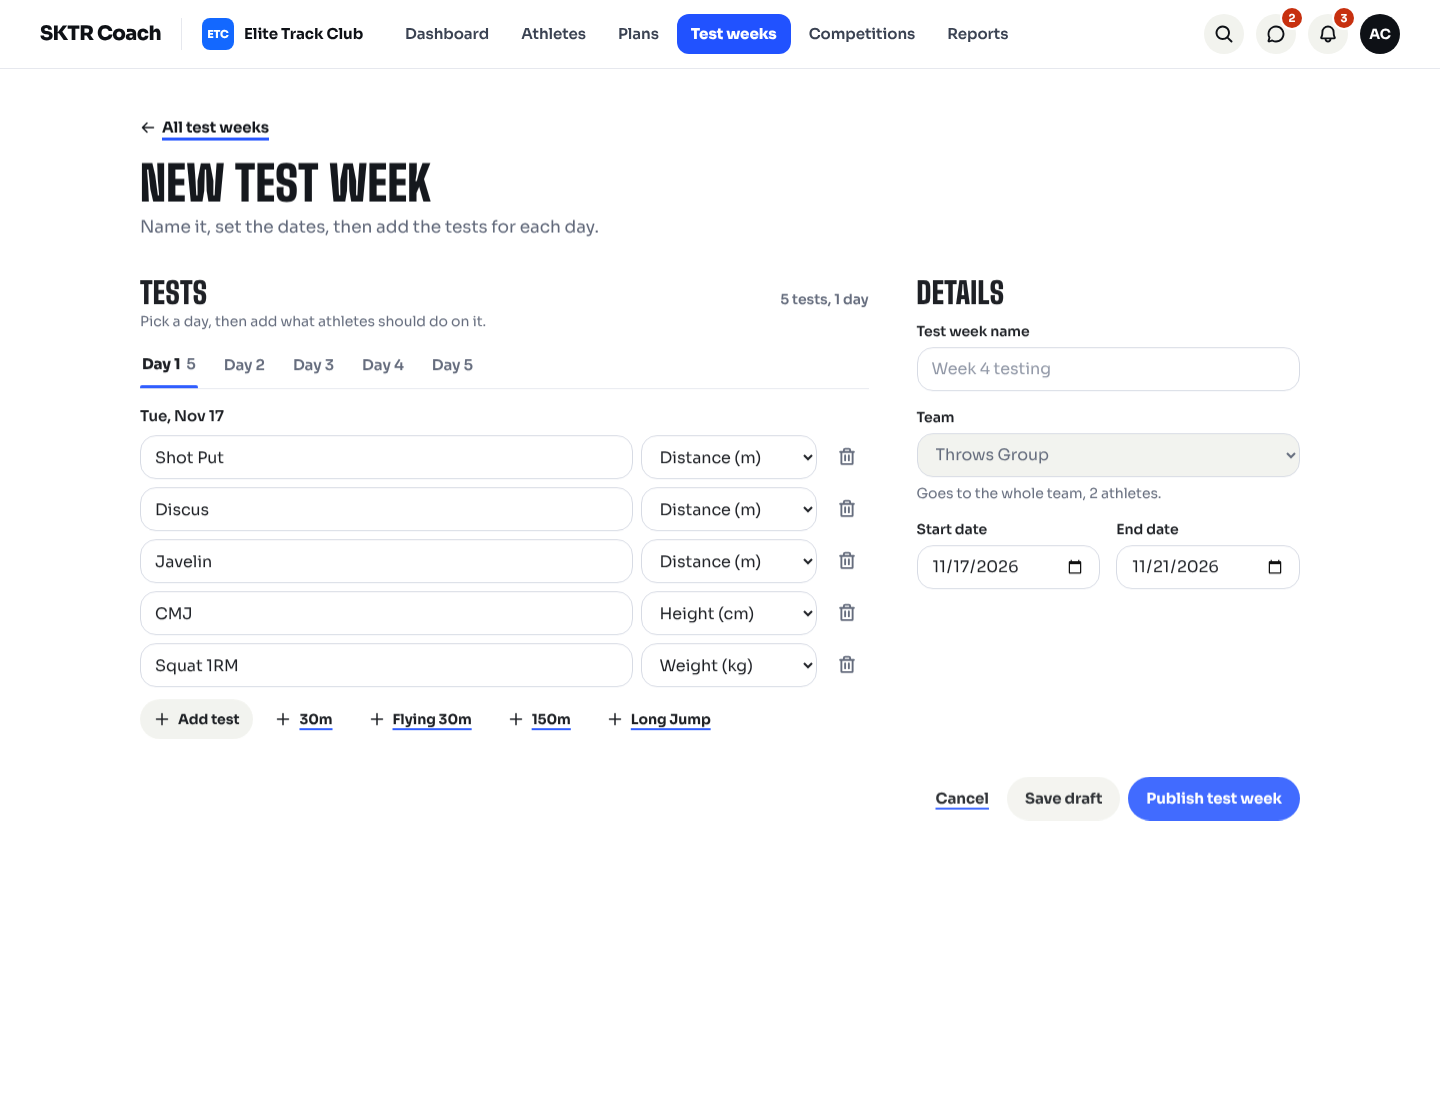 SKTR Coach
ETC
Elite Track Club
Dashboard
Athletes
Plans
Test weeks
Competitions
Reports
2
3
AC
All test weeks
NEW TEST WEEK
Name it, set the dates, then add the tests for each day.
TESTS
5 tests, 1 day
Pick a day, then add what athletes should do on it.
Day 1 5
Day 2
Day 3
Day 4
Day 5
Tue, Nov 17
Shot Put
Distance (m)
Discus
Distance (m)
Javelin
Distance (m)
CMJ
Height (cm)
Squat 1RM
Weight (kg)
Add test
30m
Flying 30m
150m
Long Jump
DETAILS
Test week name
Week 4 testing
Team
Throws Group
Goes to the whole team, 2 athletes.
Start date
End date
11/17/2026
11/21/2026
Cancel
Save draft
Publish test week